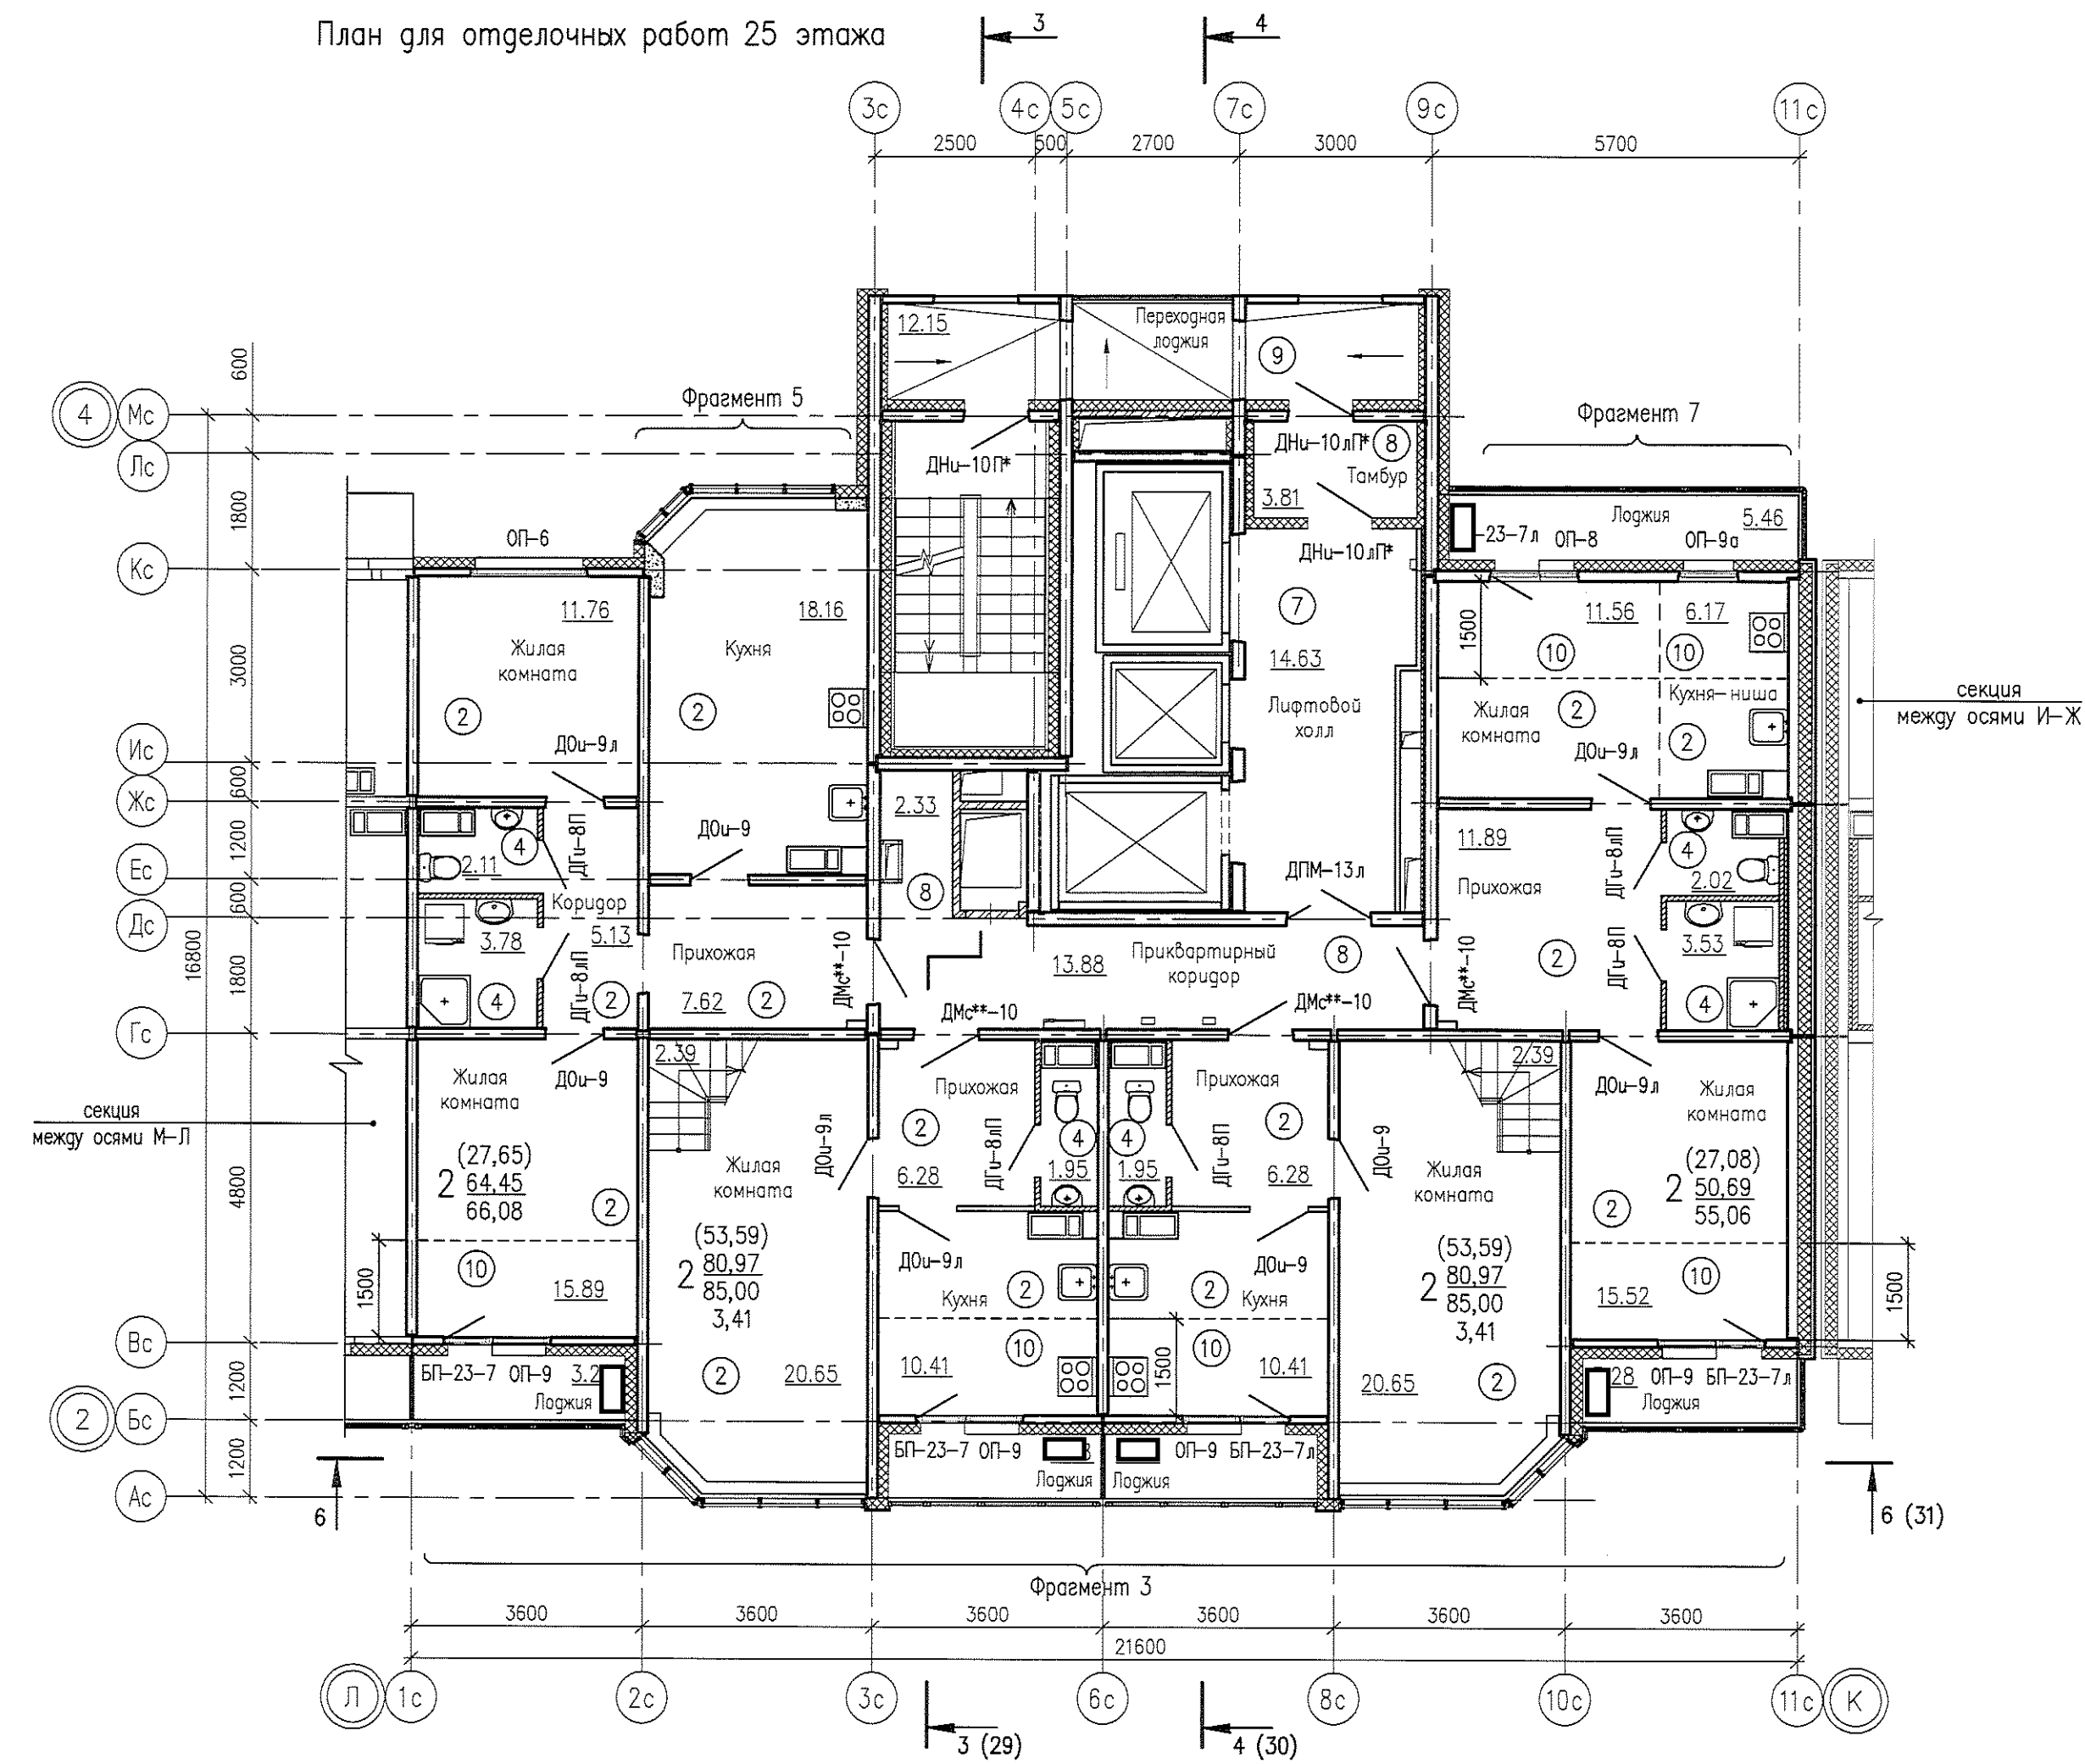 План для отделочных работ 25 этажа
3
4
3с
4с
5с
7с
9с
11с
2500
500
2700
3000
5700
12.15
Переходная
лоджия
9
600
4
Мс
Фрагмент 5
Фрагмент 7
ДНи-10П*
ДНи-10лП*
8
Тамбур
3.81
Лс
1800
ОП-6
Лоджия
5.46
-23-7л
ОП-8
ОП-9а
ДНи-10лП*
Кс
11.76
18.16
7
11.56
6.17
1500
Жилая
комната
Кухня
14.63
10
10
3000
2
2
Лифтовой
холл
Жилая
комната
2
Кухня-ниша
2
секция
между осями И-Ж
ДОи-9л
ДОи-9л
Ис
600
Жс
2.33
ДОи-9
11.89
4
ДГи-8П
2.11
1200
Ес
8
ДПМ-13л
Прихожая
ДГи-8лП
4
2.02
600
Дс
Коридор
5.13
3.78
Прихожая
ДМс**-10
Приквартирный
коридор
13.88
8
ДМс**-10
2
ДГи-8П
3.53
16800
1800
4
ДГи-8лП
2
7.62
2
4
Гс
ДМс**-10
ДМс**-10
2.39
2.39
ДОи-9
ДОи-9л
Жилая
комната
Прихожая
Прихожая
Жилая
комната
секция
между осями М-Л
2
4
4
2
ДОи-9л
ДГи-8лП
ДГи-8П
ДОи-9
(27,65)
2 64,45
66,08
Жилая
комната
6.28
1.95
1.95
6.28
Жилая
комната
(27,08)
2 50,69
55,06
4800
2
2
(53,59)
2 80,97
85,00
3,41
ДОи-9л
ДОи-9
(53,59)
2 80,97
85,00
3,41
10
15.89
1500
Кухня
2
2
Кухня
10
15.52
1500
Вс
10
10
1500
2
20.65
10.41
10.41
20.65
2
1200
БП-23-7
ОП-9
3.2
Лоджия
28
ОП-9
БП-23-7л
Лоджия
2
Бс
БП-23-7
ОП-9
Лоджия
ОП-9
БП-23-7л
Лоджия
1200
Ас
6
6 (31)
Фрагмент 3
3600
3600
3600
3600
3600
3600
21600
Л
1с
2с
3с
6с
8с
10с
11с
К
3 (29)
4 (30)